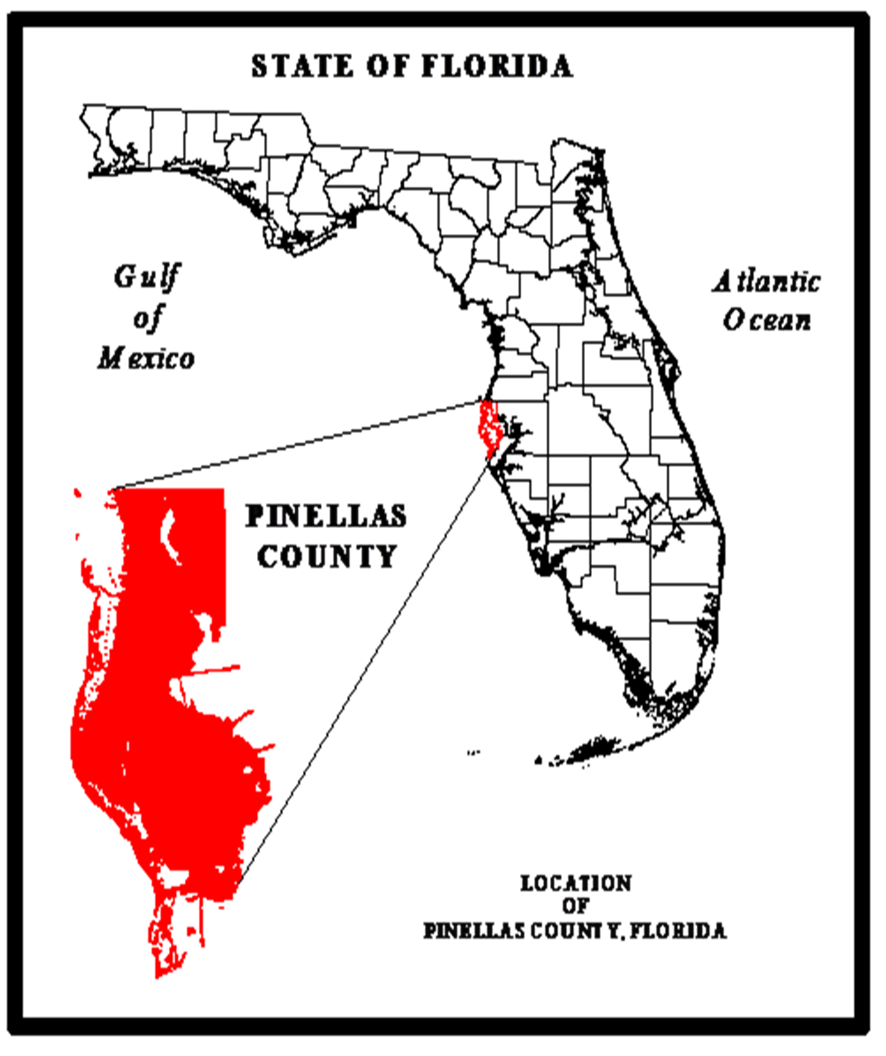 STATE OF FLORIDA
Gulf
of
Mexico
Atlantic
Ocean
PINELLAS
COUNTY
LOCATION
OF
PINELLAS COUNTY, FLORIDA